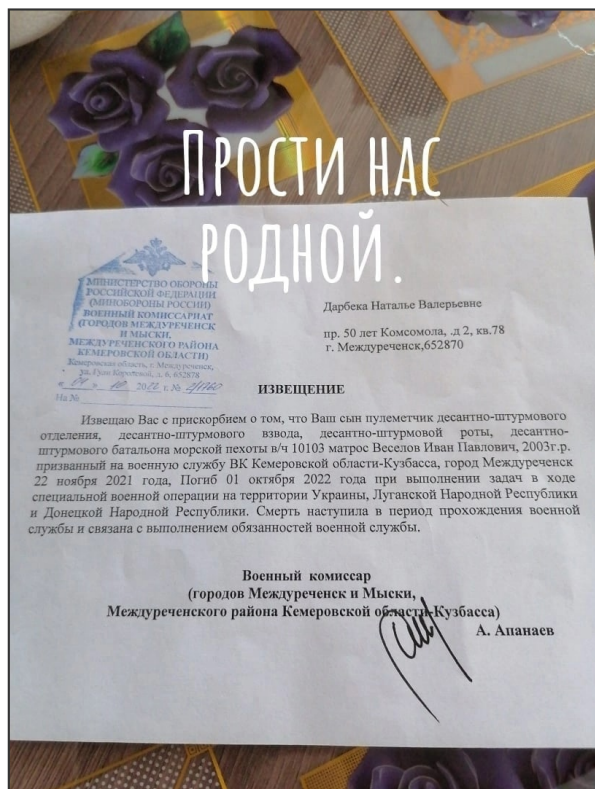 Прости нас
родной.
МИНИСТЕРСТВО ОБОРОНЫ
РОССИЙСКОЙ ФЕДЕРАЦИИ
(МИНОБОРОНЫ РОССИИ)
ВОЕННЫЙ КОМИССАРИАТ
(ГОРОДОВ МЕЖДУРЕЧЕНСК
И МЫСКИ,
МЕЖДУРЕЧЕНСКОГО РАЙОНА
КЕМЕРОВСКОЙ ОБЛАСТИ)
Кемеровская область, г. Междуреченск,
ул. Гули Королевой, д. 6, 652878
20 22 г. №
На №
Дарбека Наталье Валерьевне
пр. 50 лет Комсомола, .д 2, кв.78
г. Междуреченск,652870
ИЗВЕЩЕНИЕ
Извещаю Вас с прискорбием о том, что Ваш сын пулеметчик десантно-штурмового
отделения, десантно-штурмового взвода, десантно-штурмовой роты, десантно-
штурмового батальона морской пехоты в/ч 10103 матрос Веселов Иван Павлович, 2003г.р.
призванный на военную службу ВК Кемеровской области-Кузбасса, город Междуреченск
22 ноября 2021 года, Погиб 01 октября 2022 года при выполнении задач в ходе
специальной военной операции на территории Украины, Луганской Народной Республики
и Донецкой Народной Республики. Смерть наступила в период прохождения военной
службы и связана с выполнением обязанностей военной службы.
Военный комиссар
(городов Междуреченск и Мыски,
Междуреченского района Кемеровской области-Кузбасса)
А. Апанаев